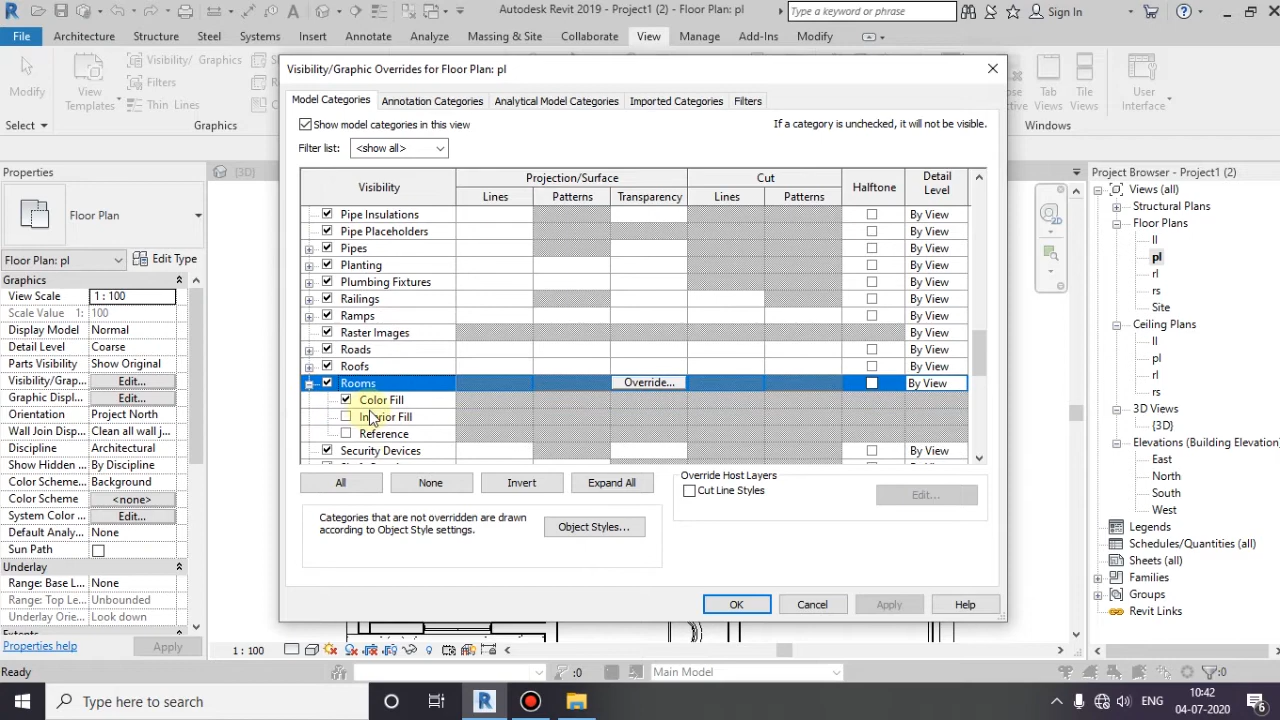 Autodesk Revit 2019 - Project1 (2) - Floor Plan: pl
Type a keyword or phrase
Sign In
File
Architecture
Structure
Steel
Systems
Insert
Annotate
Analyze
Massing & Site
Collaborate
View
Manage
Add-Ins
Modify
Modify
View
Templates
Visibility/ Graphics
Filters
Thin Lines
Tab
Views
Tile
Views
User
Interface
Select
Graphics
Windows
Visibility/Graphic Overrides for Floor Plan: pl
Model Categories
Annotation Categories
Analytical Model Categories
Imported Categories
Filters
Show model categories in this view
If a category is unchecked, it will not be visible.
Filter list:
<show all>
Visibility
Projection/Surface
Cut
Halftone
Detail
Level
Lines
Patterns
Transparency
Lines
Patterns
Pipe Insulations By View
Pipe Placeholders By View
Pipes By View
Planting By View
Plumbing Fixtures By View
Railings By View
Ramps By View
Raster Images By View
Roads By View
Roofs By View
Rooms Override... By View
Color Fill
Interior Fill
Reference
Security Devices By View
All
None
Invert
Expand All
Override Host Layers
Cut Line Styles
Edit...
Categories that are not overridden are drawn
according to Object Style settings.
Object Styles...
OK
Cancel
Apply
Help
Properties
Floor Plan
Floor Plan: pl
Edit Type
Graphics
View Scale 1 : 100
Scale Value 1: 100
Display Model Normal
Detail Level Coarse
Parts Visibility Show Original
Visibility/Grap... Edit...
Graphic Displ... Edit...
Orientation Project North
Wall Join Display Clean all wall j...
Discipline Architectural
Show Hidden ... By Discipline
Color Scheme... Background
Color Scheme <none>
System Color ... Edit...
Default Analy... None
Sun Path
Underlay
Range: Base L... None
Range: Top Le... Unbounded
Underlay Orie... Look down
Properties help
Apply
[3D]
2D
Project Browser - Project1 (2)
Views (all)
Structural Plans
Floor Plans
ll
pl
rl
rs
Site
Ceiling Plans
ll
pl
rl
rs
3D Views
{3D}
Elevations (Building Elevation)
East
North
South
West
Legends
Schedules/Quantities (all)
Sheets (all)
Families
Groups
Revit Links
1 : 100
Ready
:0
Main Model
:0
Type here to search
ENG
10:42
04-07-2020
6